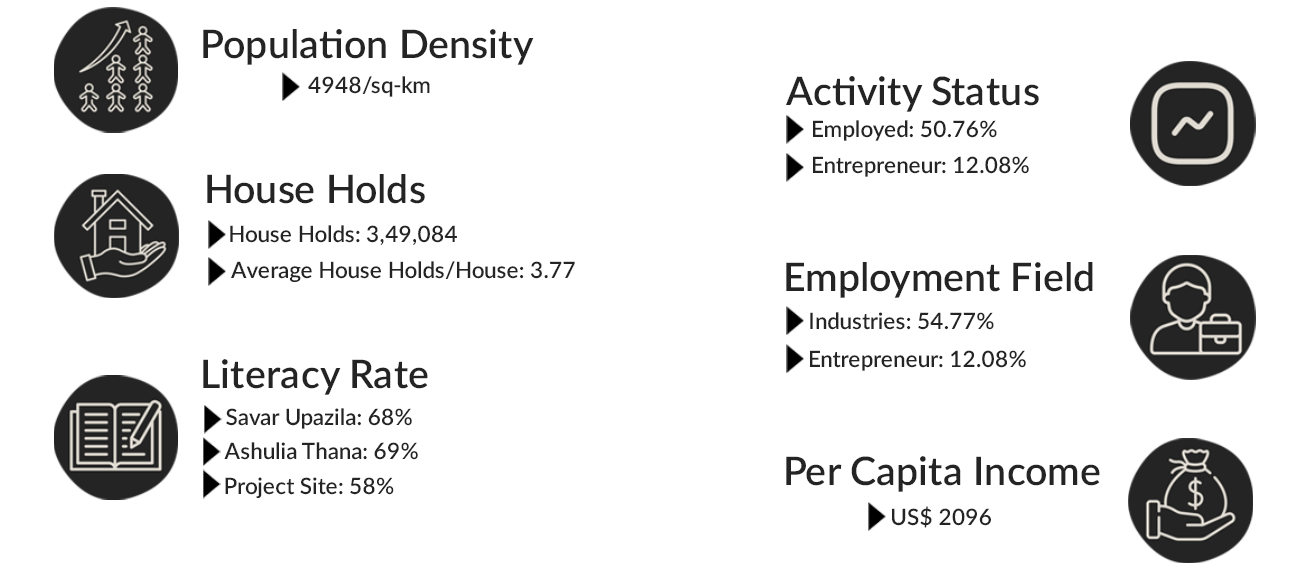 Population Density
4948/sq-km
House Holds
House Holds: 3,49,084
Average House Holds/House: 3.77
Literacy Rate
Savar Upazila: 68%
Ashulia Thana: 69%
Project Site: 58%
Activity Status
Employed: 50.76%
Entrepreneur: 12.08%
Employment Field
Industries: 54.77%
Entrepreneur: 12.08%
Per Capita Income
US$ 2096
$